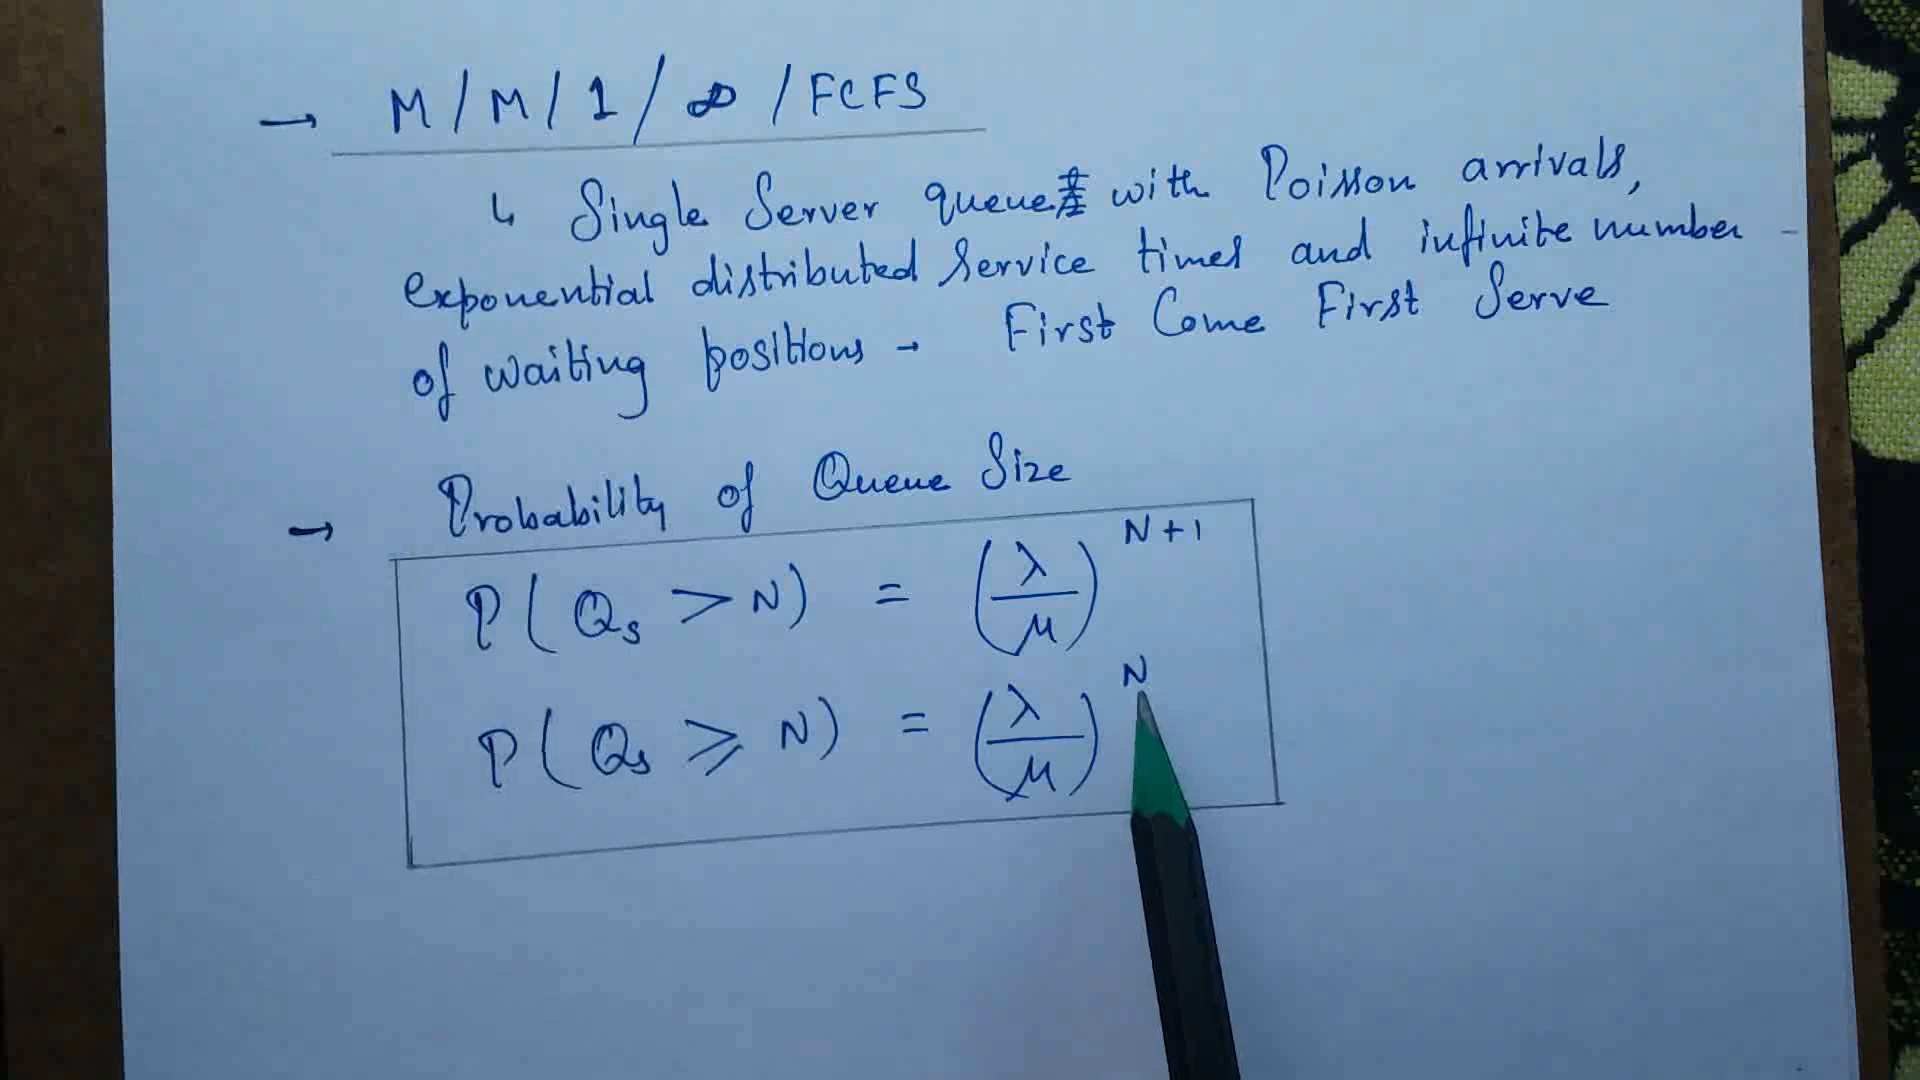 → M/M/1/∞/FCFS
↳ Single Server queue with Poisson arrivals,
exponential distributed service times and infinite number
of waiting positions - First Come First Serve
→ Probability of Queue Size
P(Qs > N) = (λ/μ)^N+1
P(Qs ≥ N) = (λ/μ)^N